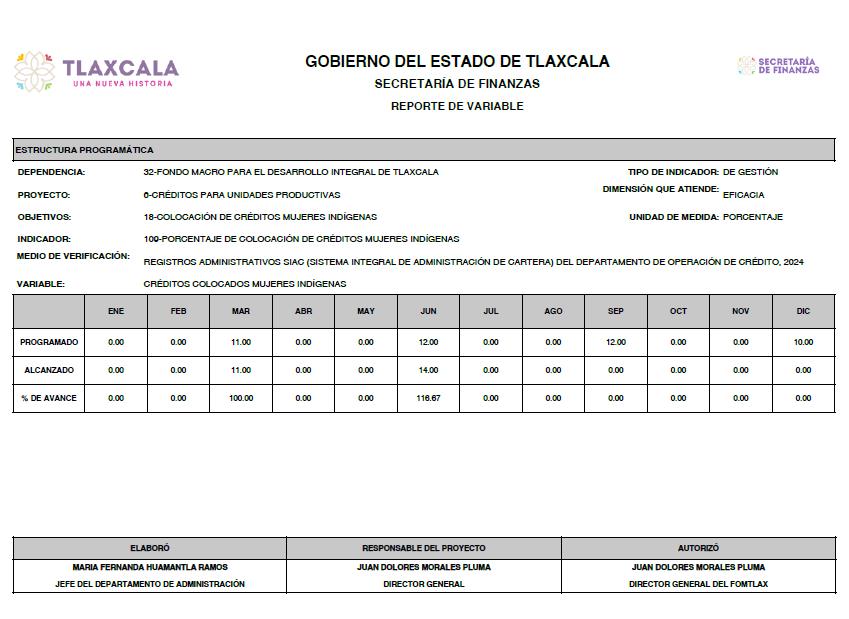 TLAXCALA
UNA NUEVA HISTORIA
GOBIERNO DEL ESTADO DE TLAXCALA
SECRETARÍA DE FINANZAS
REPORTE DE VARIABLE
SECRETARÍA
DE FINANZAS
ESTRUCTURA PROGRAMÁTICA
DEPENDENCIA: 32-FONDO MACRO PARA EL DESARROLLO INTEGRAL DE TLAXCALA TIPO DE INDICADOR: DE GESTIÓN
PROYECTO: 6-CRÉDITOS PARA UNIDADES PRODUCTIVAS DIMENSIÓN QUE ATIENDE: EFICACIA
OBJETIVOS: 18-COLOCACIÓN DE CRÉDITOS MUJERES INDÍGENAS UNIDAD DE MEDIDA: PORCENTAJE
INDICADOR: 109-PORCENTAJE DE COLOCACIÓN DE CRÉDITOS MUJERES INDÍGENAS
MEDIO DE VERIFICACIÓN: REGISTROS ADMINISTRATIVOS SIAC (SISTEMA INTEGRAL DE ADMINISTRACIÓN DE CARTERA) DEL DEPARTAMENTO DE OPERACIÓN DE CRÉDITO, 2024
VARIABLE: CRÉDITOS COLOCADOS MUJERES INDÍGENAS
ENE FEB MAR ABR MAY JUN JUL AGO SEP OCT NOV DIC
PROGRAMADO 0.00 0.00 11.00 0.00 0.00 12.00 0.00 0.00 12.00 0.00 0.00 10.00
ALCANZADO 0.00 0.00 11.00 0.00 0.00 14.00 0.00 0.00 0.00 0.00 0.00 0.00
% DE AVANCE 0.00 0.00 100.00 0.00 0.00 116.67 0.00 0.00 0.00 0.00 0.00 0.00
ELABORÓ RESPONSABLE DEL PROYECTO AUTORIZÓ
MARIA FERNANDA HUAMANTLA RAMOS JUAN DOLORES MORALES PLUMA JUAN DOLORES MORALES PLUMA
JEFE DEL DEPARTAMENTO DE ADMINISTRACIÓN DIRECTOR GENERAL DIRECTOR GENERAL DEL FOMTLAX